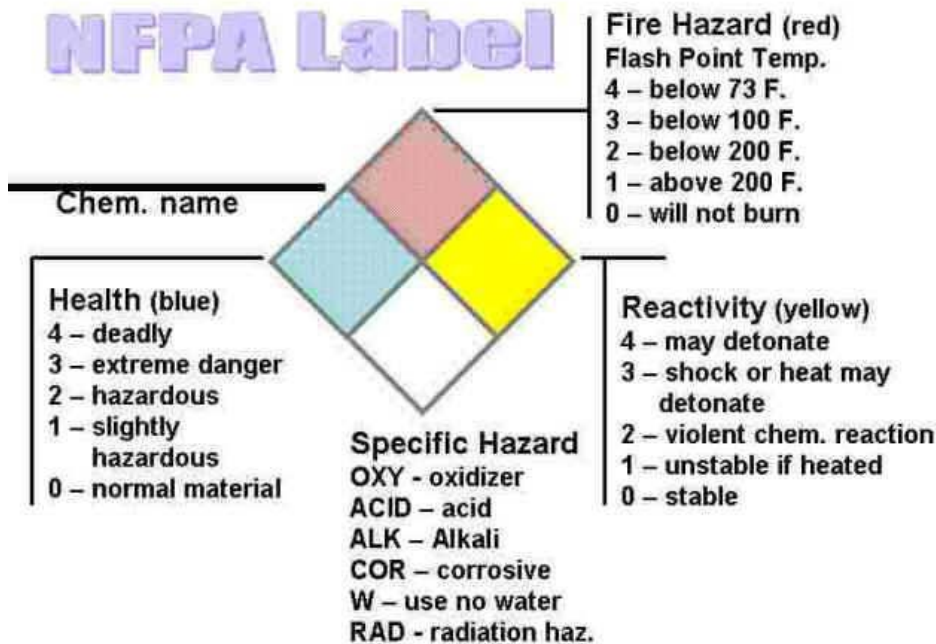 NFPA Label
Fire Hazard (red)
Flash Point Temp.
4 – below 73 F.
3 – below 100 F.
2 – below 200 F.
1 – above 200 F.
0 – will not burn
Chem. name
Health (blue)
4 – deadly
3 – extreme danger
2 – hazardous
1 – slightly
hazardous
0 – normal material
Reactivity (yellow)
4 – may detonate
3 – shock or heat may
detonate
2 – violent chem. reaction
1 – unstable if heated
0 – stable
Specific Hazard
OXY - oxidizer
ACID – acid
ALK – Alkali
COR – corrosive
W – use no water
RAD - radiation haz.